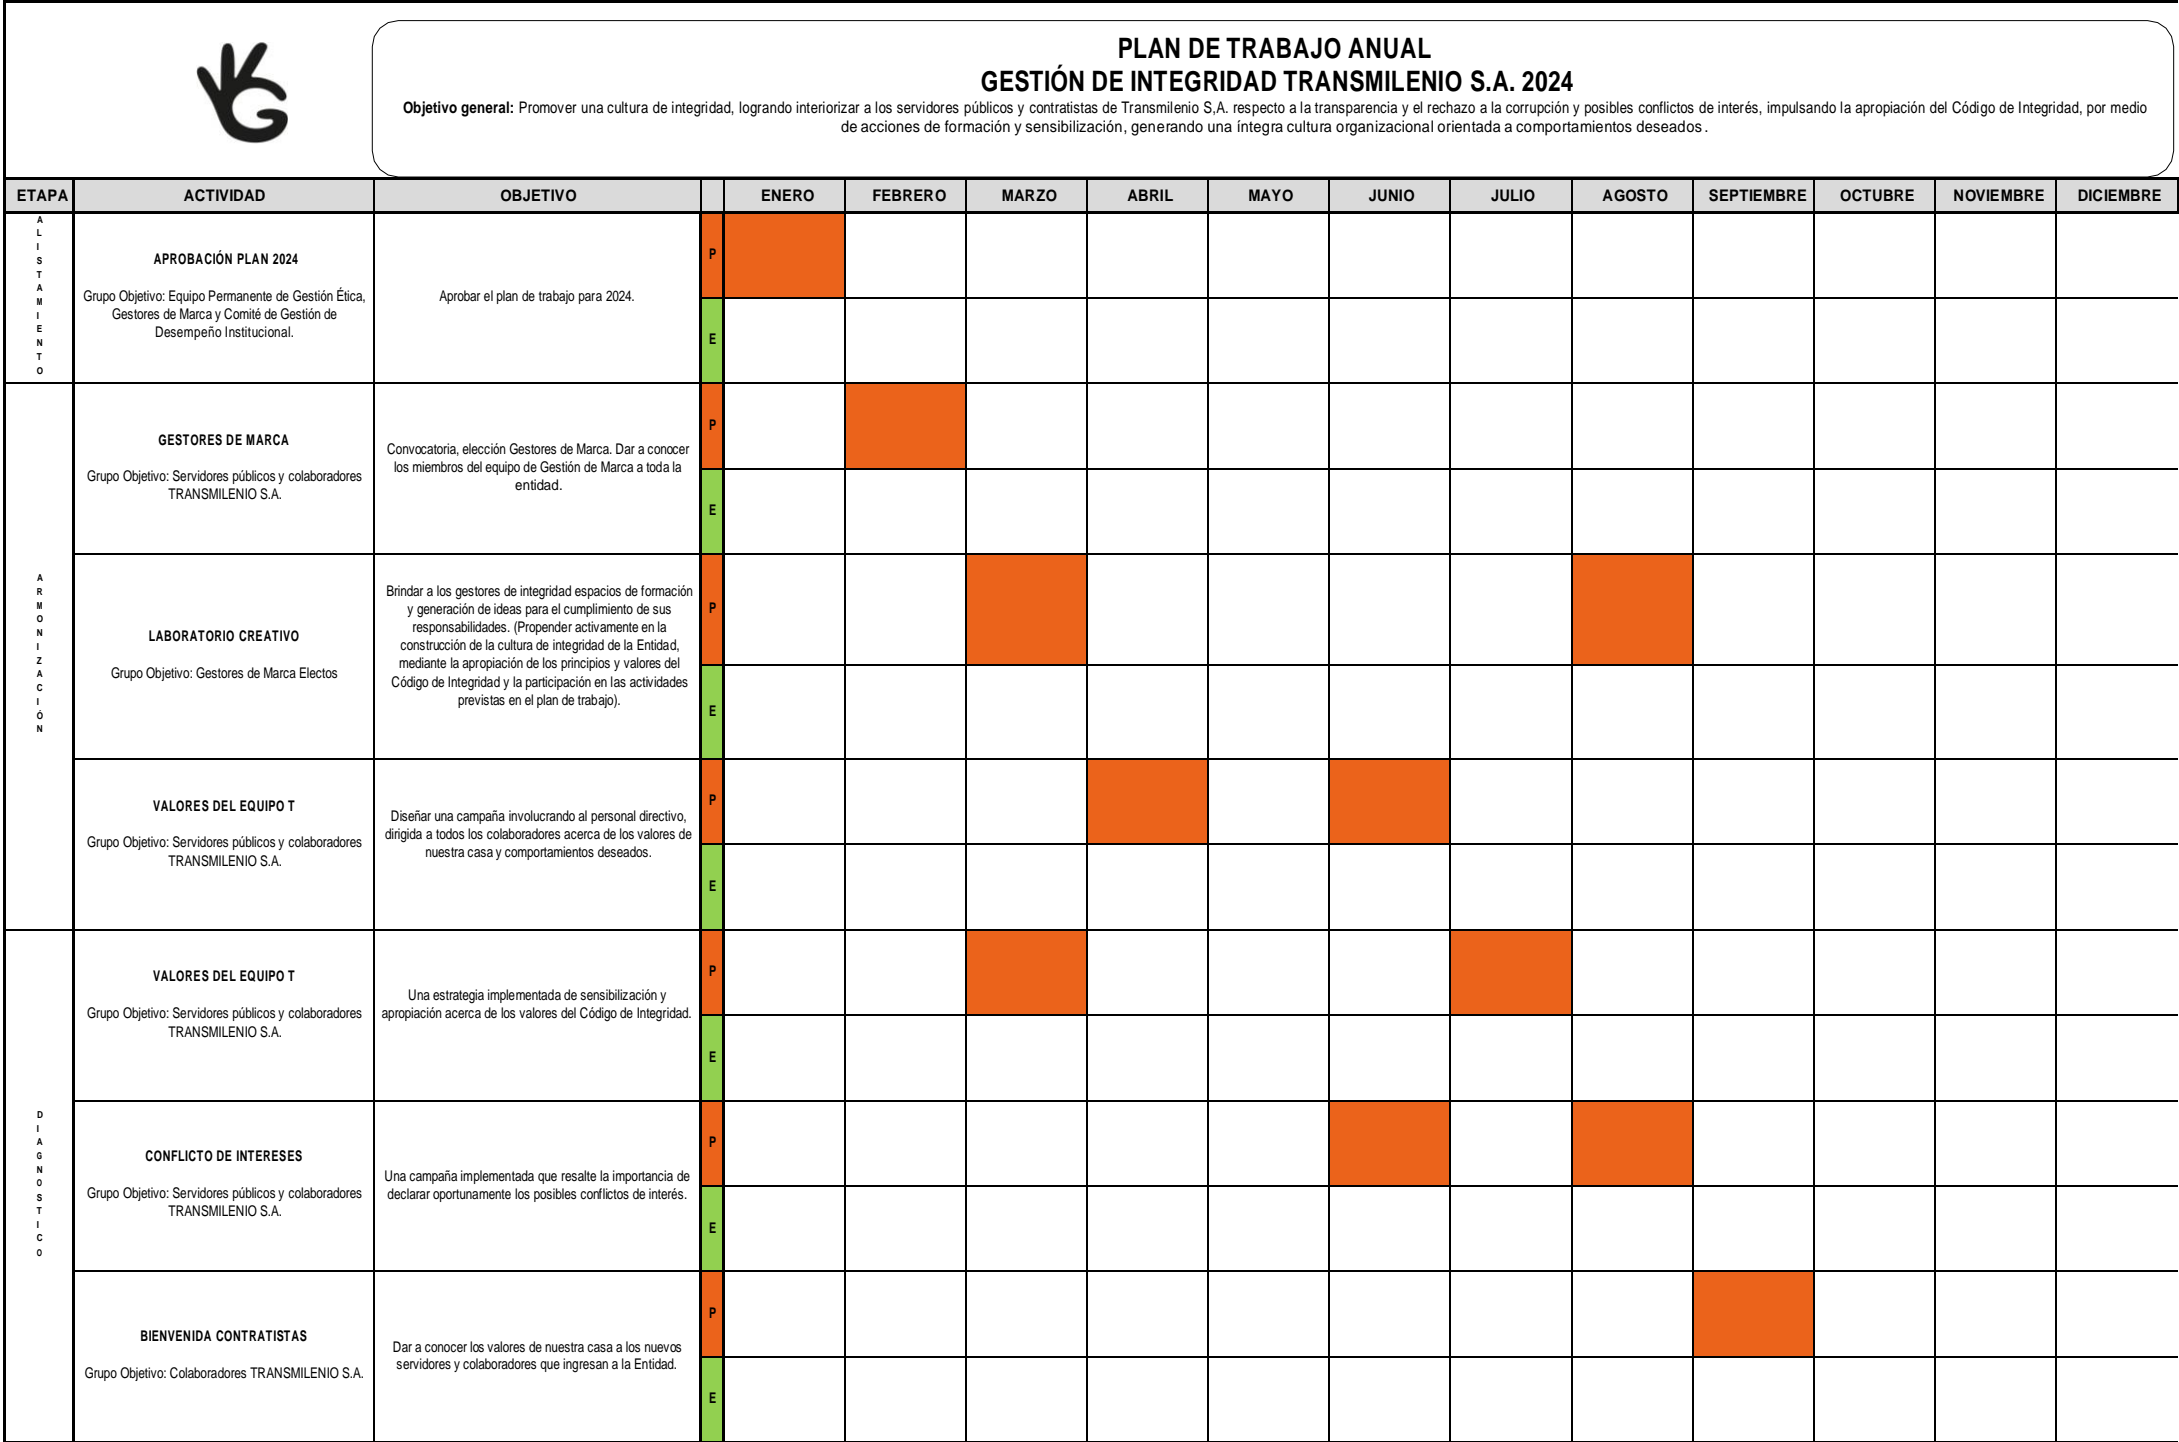 PLAN DE TRABAJO ANUAL
GESTIÓN DE INTEGRIDAD TRANSMILENIO S.A. 2024
Objetivo general: Promover una cultura de integridad, logrando interiorizar a los servidores públicos y contratistas de Transmilenio S,A. respecto a la transparencia y el rechazo a la corrupción y posibles conflictos de interés, impulsando la apropiación del Código de Integridad, por medio
de acciones de formación y sensibilización, generando una íntegra cultura organizacional orientada a comportamientos deseados.
ETAPA ACTIVIDAD OBJETIVO ENERO FEBRERO MARZO ABRIL MAYO JUNIO JULIO AGOSTO SEPTIEMBRE OCTUBRE NOVIEMBRE DICIEMBRE
ALISTAMIENTO
APROBACIÓN PLAN 2024
Grupo Objetivo: Equipo Permanente de Gestión Ética,
Gestores de Marca y Comité de Gestión de
Desempeño Institucional.
Aprobar el plan de trabajo para 2024.
P
E
ARMONIZACIÓN
GESTORES DE MARCA
Grupo Objetivo: Servidores públicos y colaboradores
TRANSMILENIO S.A.
Convocatoria, elección Gestores de Marca. Dar a conocer
los miembros del equipo de Gestión de Marca a toda la
entidad.
P
E
LABORATORIO CREATIVO
Grupo Objetivo: Gestores de Marca Electos
Brindar a los gestores de integridad espacios de formación
y generación de ideas para el cumplimiento de sus
responsabilidades. (Propender activamente en la
construcción de la cultura de integridad de la Entidad,
mediante la apropiación de los principios y valores del
Código de Integridad y la participación en las actividades
previstas en el plan de trabajo).
P
E
VALORES DEL EQUIPO T
Grupo Objetivo: Servidores públicos y colaboradores
TRANSMILENIO S.A.
Diseñar una campaña involucrando al personal directivo,
dirigida a todos los colaboradores acerca de los valores de
nuestra casa y comportamientos deseados.
P
E
DIAGNOSTICO
VALORES DEL EQUIPO T
Grupo Objetivo: Servidores públicos y colaboradores
TRANSMILENIO S.A.
Una estrategia implementada de sensibilización y
apropiación acerca de los valores del Código de Integridad.
P
E
CONFLICTO DE INTERESES
Grupo Objetivo: Servidores públicos y colaboradores
TRANSMILENIO S.A.
Una campaña implementada que resalte la importancia de
declarar oportunamente los posibles conflictos de interés.
P
E
BIENVENIDA CONTRATISTAS
Grupo Objetivo: Colaboradores TRANSMILENIO S.A.
Dar a conocer los valores de nuestra casa a los nuevos
servidores y colaboradores que ingresan a la Entidad.
P
E